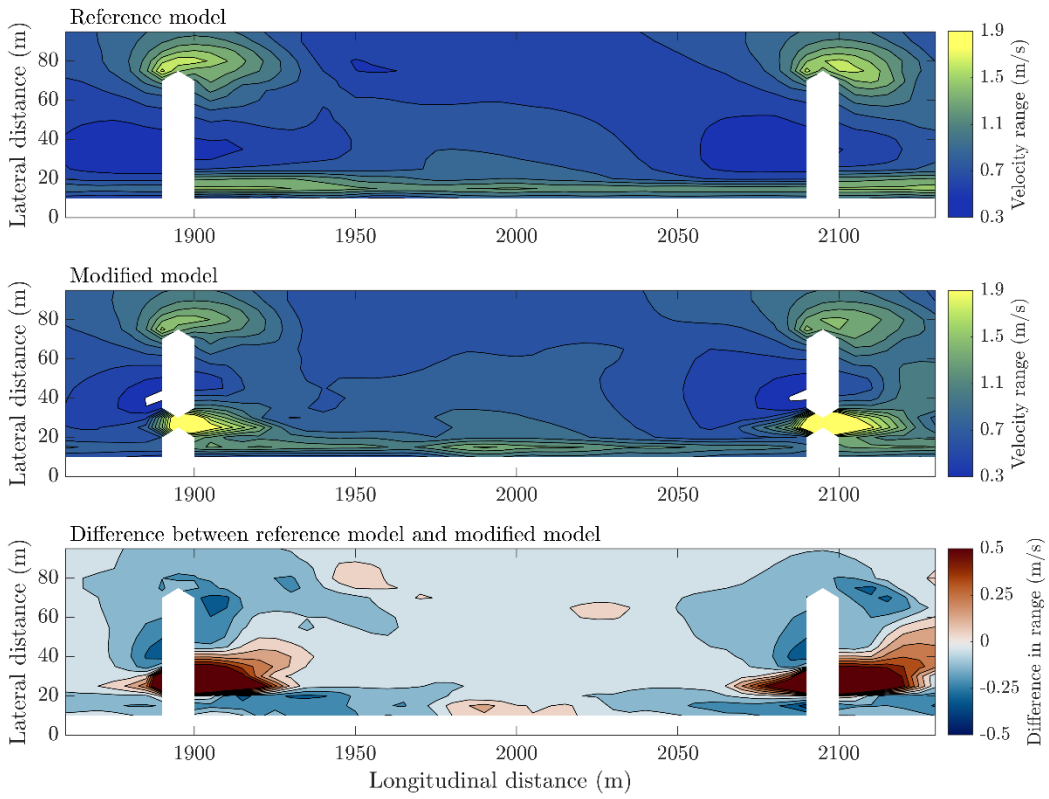 Reference model
Lateral distance (m)
80
60
40
20
0
1900 1950 2000 2050 2100
1.9
1.5
1.1
0.7
0.3
Velocity range (m/s)
Modified model
Lateral distance (m)
80
60
40
20
0
1900 1950 2000 2050 2100
1.9
1.5
1.1
0.7
0.3
Velocity range (m/s)
Difference between reference model and modified model
Lateral distance (m)
80
60
40
20
0
1900 1950 2000 2050 2100
Longitudinal distance (m)
0.5
0.25
0
-0.25
-0.5
Difference in range (m/s)